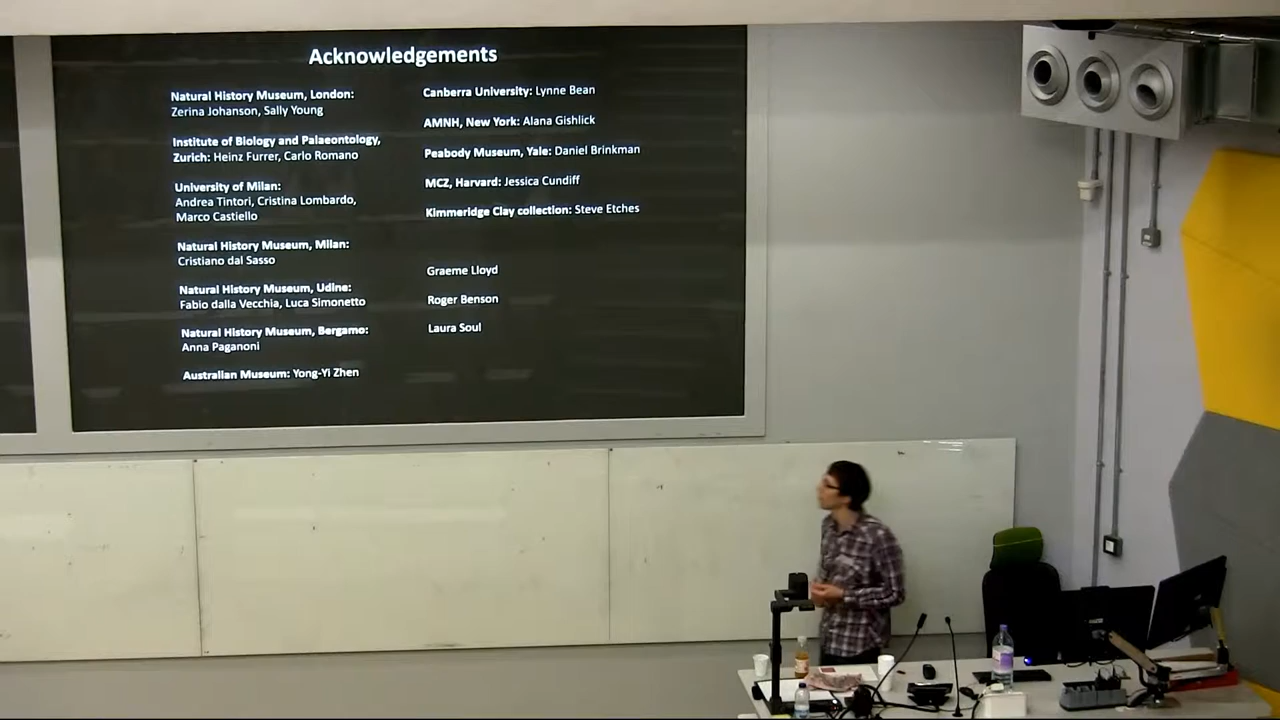 Acknowledgements
Natural History Museum, London:
Zerina Johanson, Sally Young
Institute of Biology and Palaeontology,
Zurich: Heinz Furrer, Carlo Romano
University of Milan:
Andrea Tintori, Cristina Lombardo,
Marco Castiello
Natural History Museum, Milan:
Cristiano dal Sasso
Natural History Museum, Udine:
Fabio dalla Vecchia, Luca Simonetto
Natural History Museum, Bergamo:
Anna Paganoni
Australian Museum: Yong-Yi Zhen
Canberra University: Lynne Bean
AMNH, New York: Alana Gishlick
Peabody Museum, Yale: Daniel Brinkman
MCZ, Harvard: Jessica Cundiff
Kimmeridge Clay collection: Steve Etches
Graeme Lloyd
Roger Benson
Laura Soul